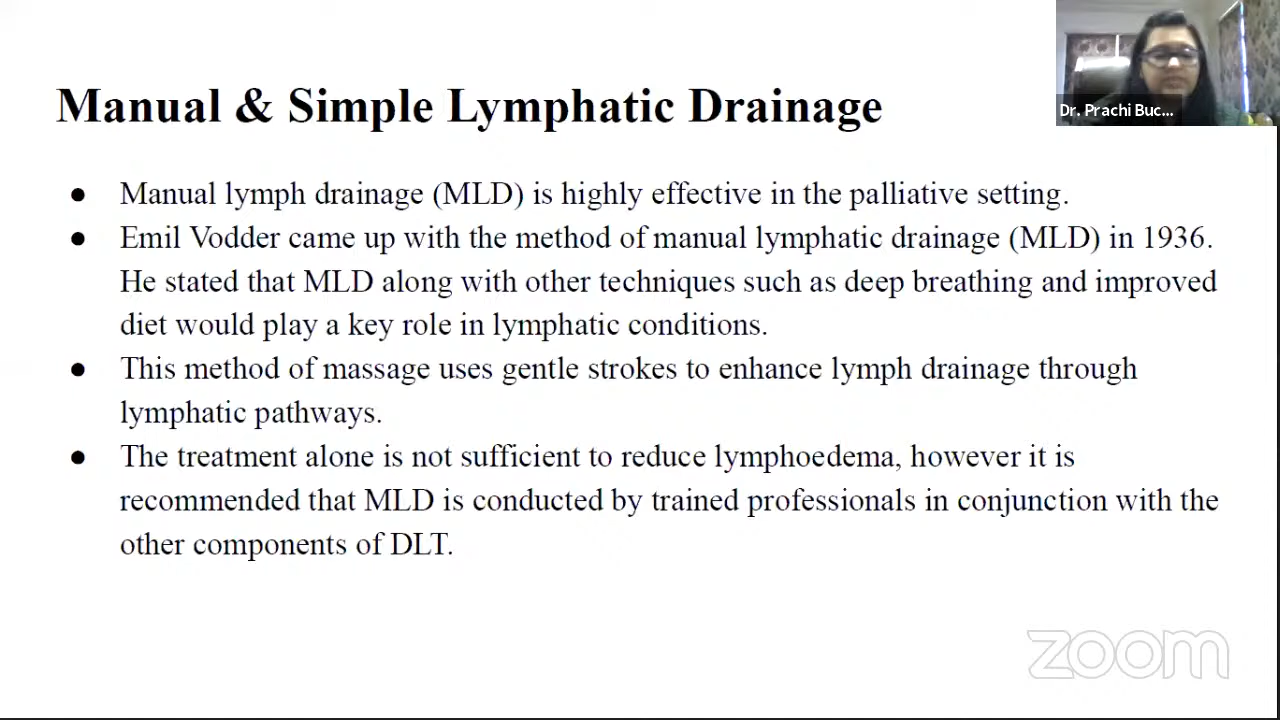 Dr. Prachi Buc...
Manual & Simple Lymphatic Drainage
● Manual lymph drainage (MLD) is highly effective in the palliative setting.
● Emil Vodder came up with the method of manual lymphatic drainage (MLD) in 1936.
He stated that MLD along with other techniques such as deep breathing and improved
diet would play a key role in lymphatic conditions.
● This method of massage uses gentle strokes to enhance lymph drainage through
lymphatic pathways.
● The treatment alone is not sufficient to reduce lymphoedema, however it is
recommended that MLD is conducted by trained professionals in conjunction with the
other components of DLT.
zoom